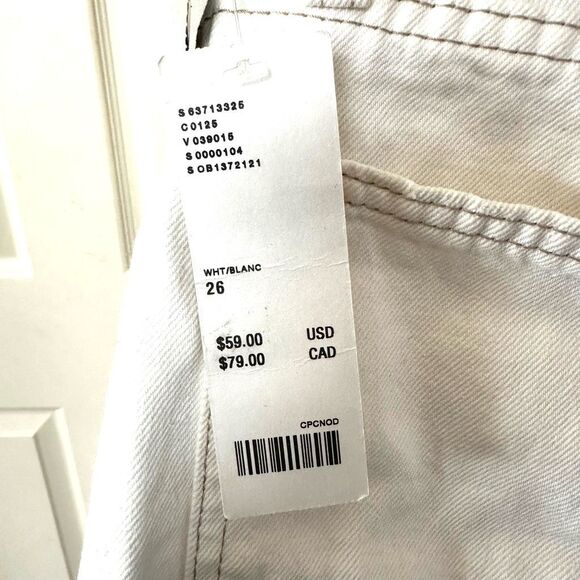 S 63713325
C 0125
V 039015
S 0000104
S OB1372121
WHT/BLANC
26
$59.00 USD
$79.00 CAD
CPCNOD